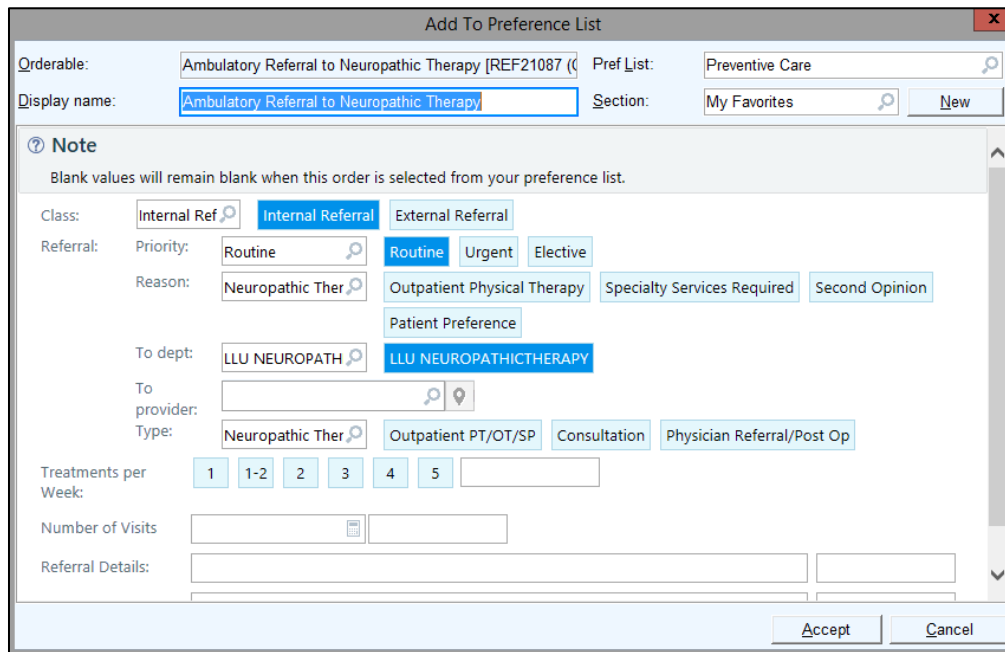 Add To Preference List
x
Orderable: Ambulatory Referral to Neuropathic Therapy [REF21087 ( Pref List: Preventive Care
Display name: Ambulatory Referral to Neuropathic Therapy Section: My Favorites New
? Note
Blank values will remain blank when this order is selected from your preference list.
Class: Internal Ref Internal Referral External Referral
Referral: Priority: Routine Routine Urgent Elective
Reason: Neuropathic Ther Outpatient Physical Therapy Specialty Services Required Second Opinion
Patient Preference
To dept: LLU NEUROPATH LLU NEUROPATHICTHERAPY
To
provider:
Type: Neuropathic Ther Outpatient PT/OT/SP Consultation Physician Referral/Post Op
Treatments per
Week:
1 1-2 2 3 4 5
Number of Visits
Referral Details:
Accept Cancel